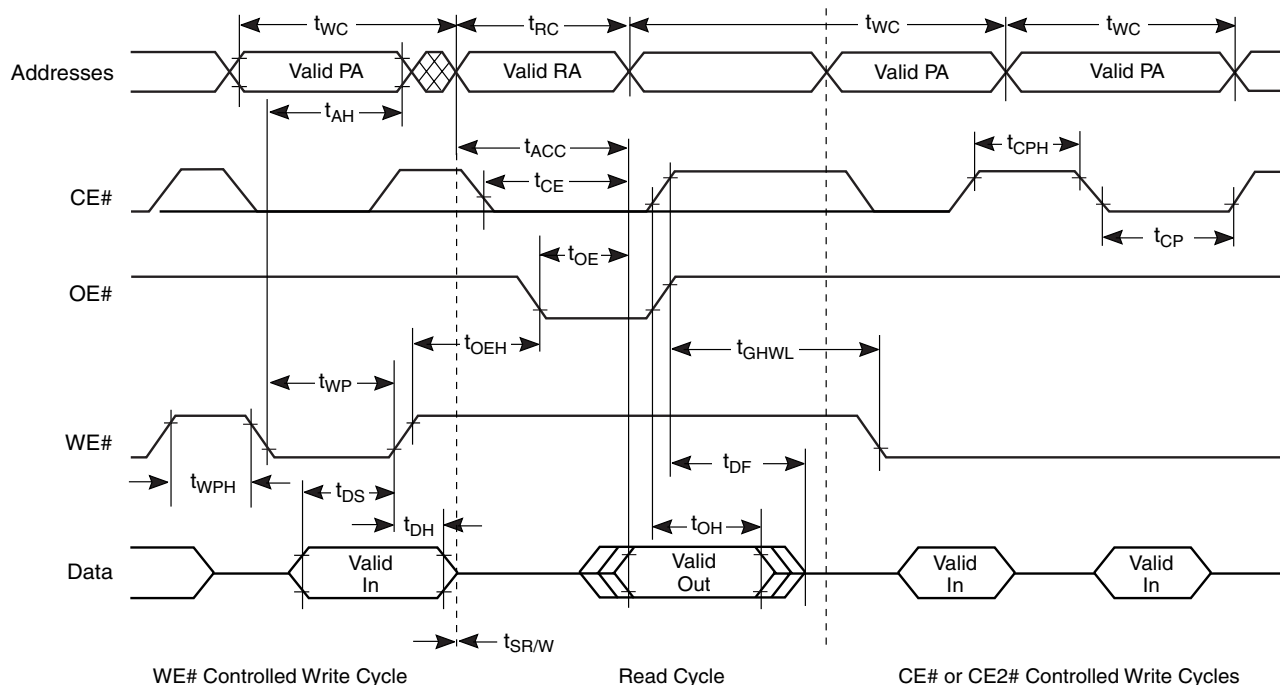 tWC tRC tWC tWC
Addresses Valid PA Valid RA Valid PA Valid PA
tAH
tACC tCPH
CE# tCE
tOE tCP
OE#
tOEH tGHWL
tWP
WE#
tDF
tWPH tDS
tDH tOH
Data Valid In Valid Out Valid In Valid In
tSR/W
WE# Controlled Write Cycle Read Cycle CE# or CE2# Controlled Write Cycles